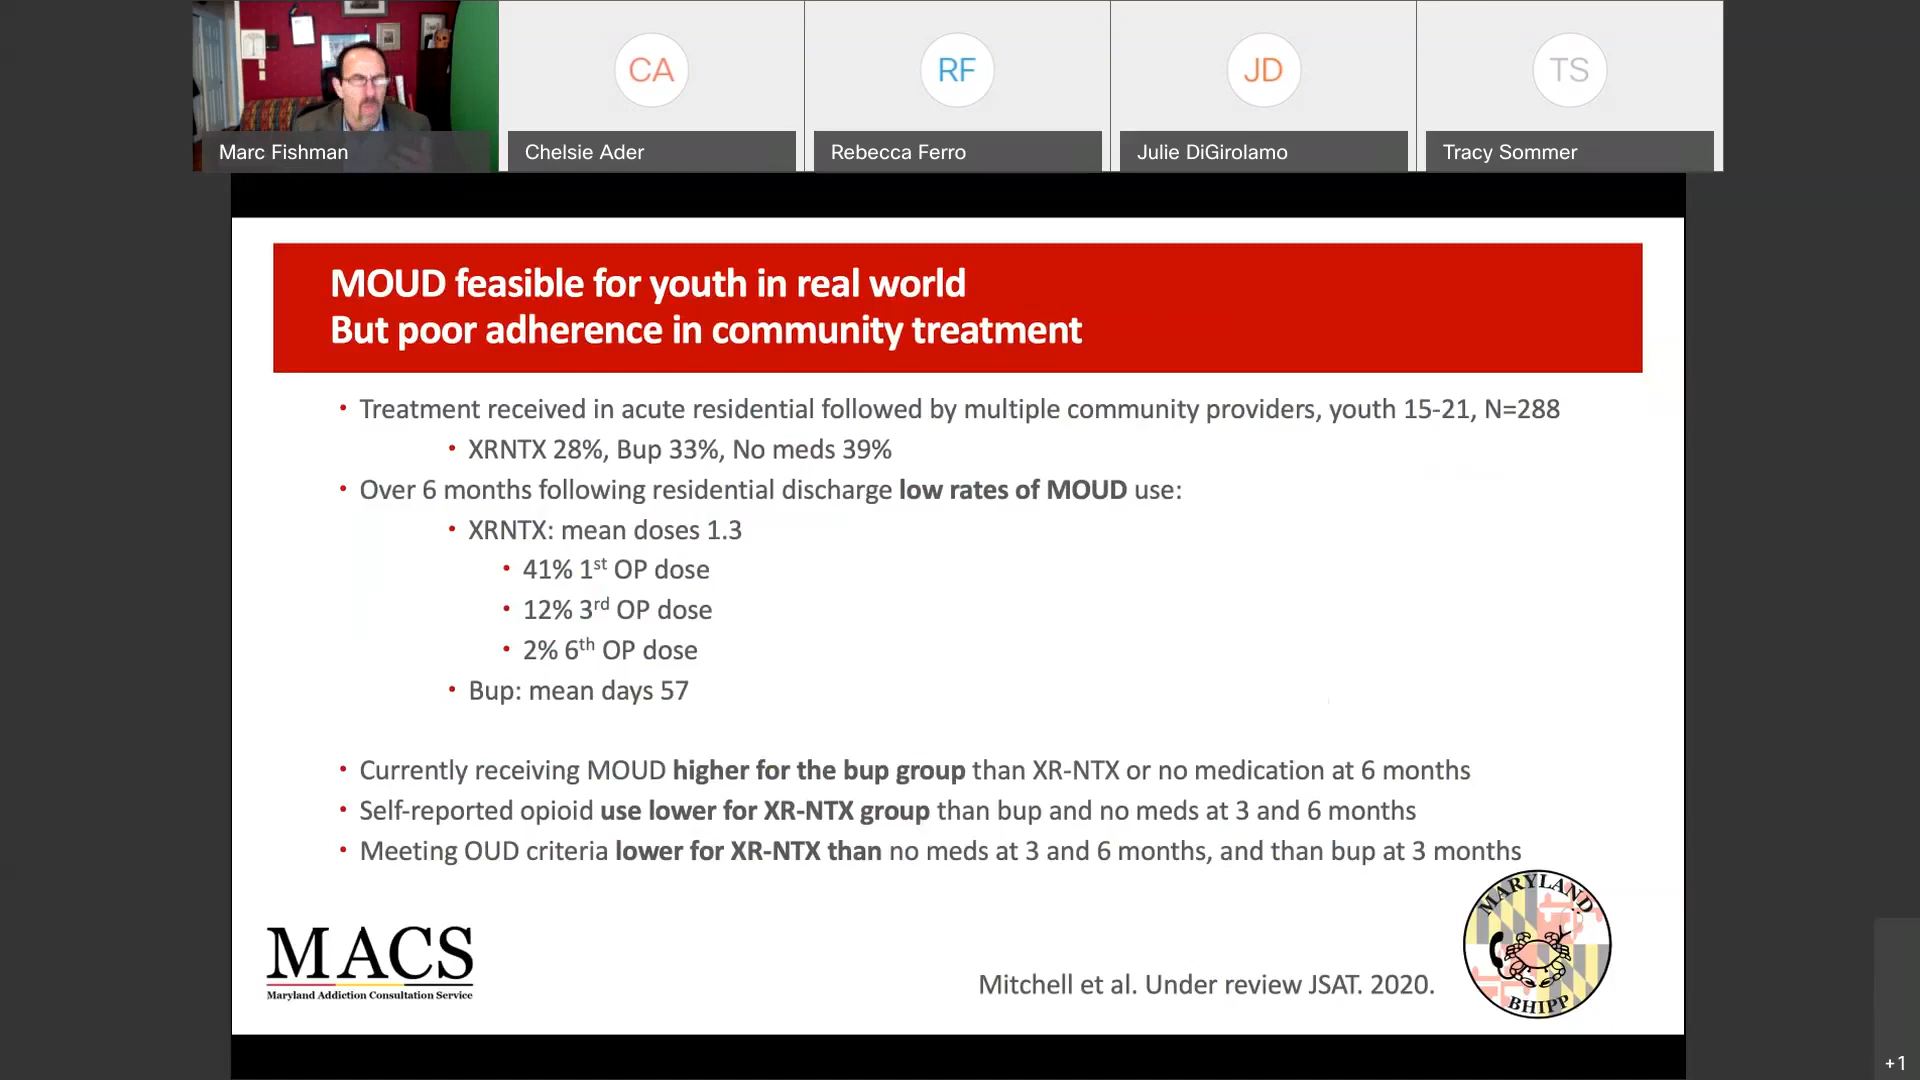 CA
RF
JD
TS
Marc Fishman
Chelsie Ader
Rebecca Ferro
Julie DiGirolamo
Tracy Sommer
MOUD feasible for youth in real world
But poor adherence in community treatment
• Treatment received in acute residential followed by multiple community providers, youth 15-21, N=288
• XRNTX 28%, Bup 33%, No meds 39%
• Over 6 months following residential discharge low rates of MOUD use:
• XRNTX: mean doses 1.3
• 41% 1st OP dose
• 12% 3rd OP dose
• 2% 6th OP dose
• Bup: mean days 57
• Currently receiving MOUD higher for the bup group than XR-NTX or no medication at 6 months
• Self-reported opioid use lower for XR-NTX group than bup and no meds at 3 and 6 months
• Meeting OUD criteria lower for XR-NTX than no meds at 3 and 6 months, and than bup at 3 months
MACS
Maryland Addiction Consultation Service
Mitchell et al. Under review JSAT. 2020.
MARYLAND
BHIPP
+1